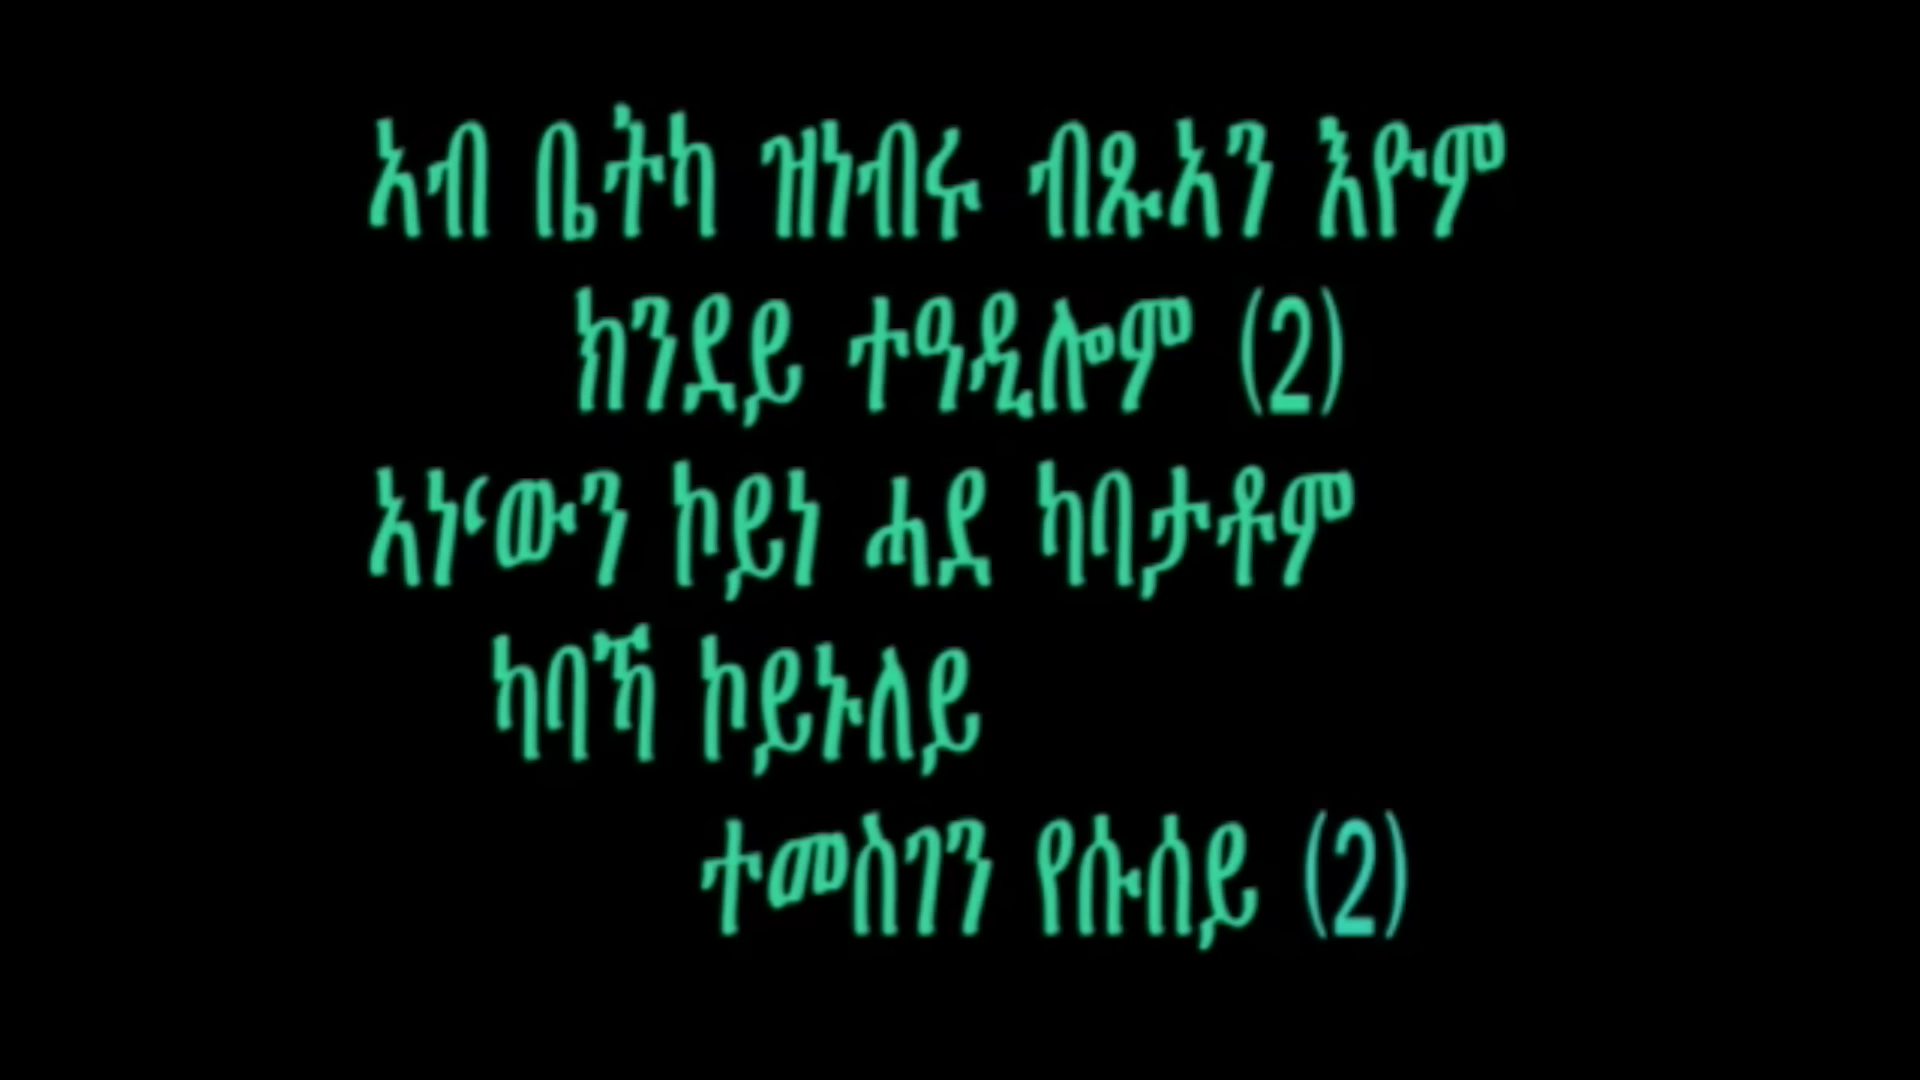 ኣብ ቤትካ ዝነብሩ ብጹኣን እዮም
ክንደይ ተዓዲሎም (2)
ኣነ‘ውን ኮይነ ሓደ ካባታቶም
ካባኻ ኮይኑለይ
ተመስገን የሱሰይ (2)